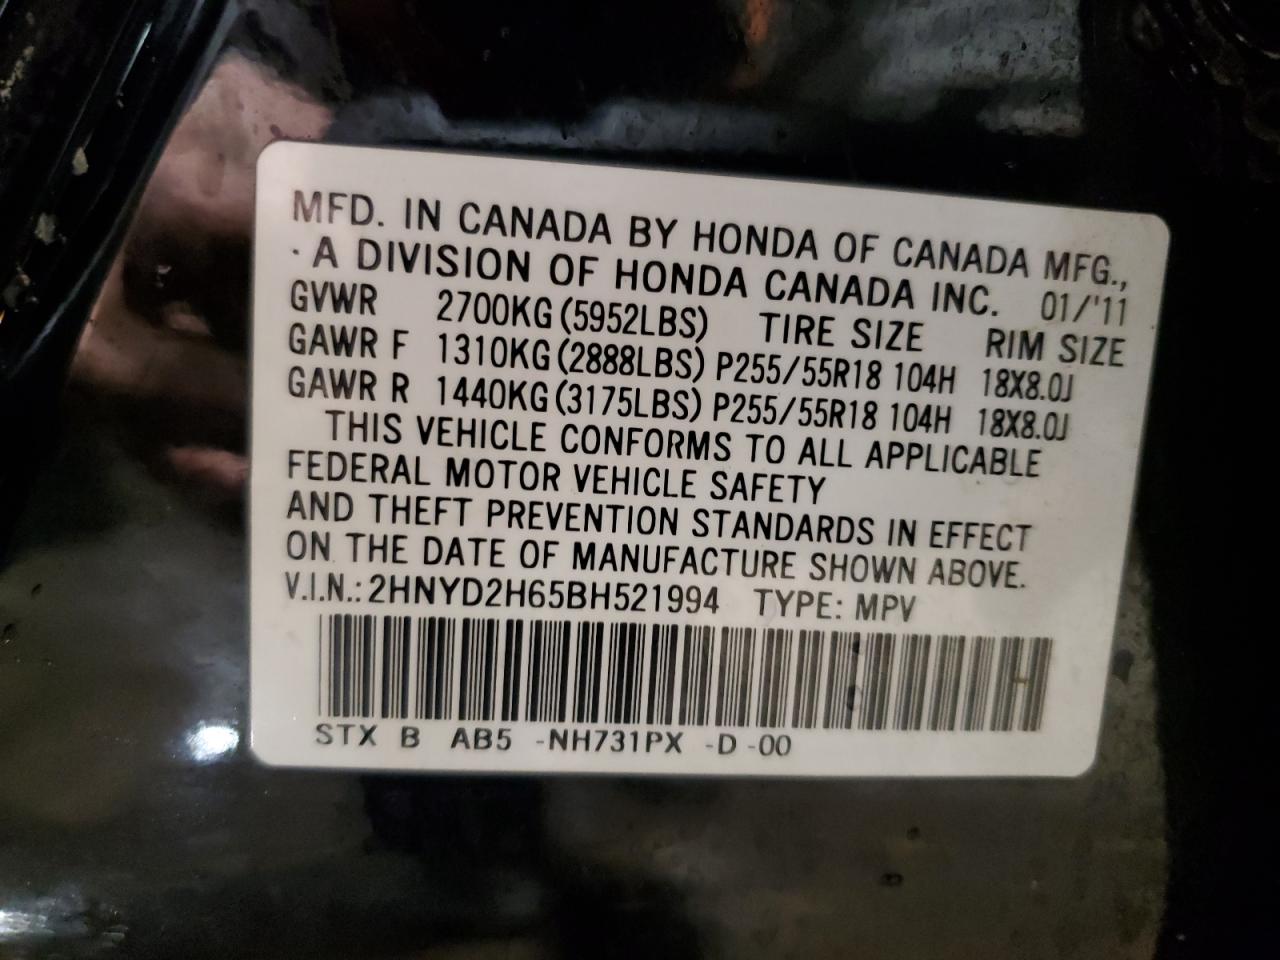 MFD. IN CANADA BY HONDA OF CANADA MFG.,
· A DIVISION OF HONDA CANADA INC. 01/'11
GVWR 2700KG (5952LBS) TIRE SIZE RIM SIZE
GAWR F 1310KG (2888LBS) P255/55R18 104H 18X8.0J
GAWR R 1440KG (3175LBS) P255/55R18 104H 18X8.0J
THIS VEHICLE CONFORMS TO ALL APPLICABLE
FEDERAL MOTOR VEHICLE SAFETY
AND THEFT PREVENTION STANDARDS IN EFFECT
ON THE DATE OF MANUFACTURE SHOWN ABOVE.
V.I.N.: 2HNYD2H65BH521994 TYPE: MPV
STX B AB5 -NH731PX -D -00